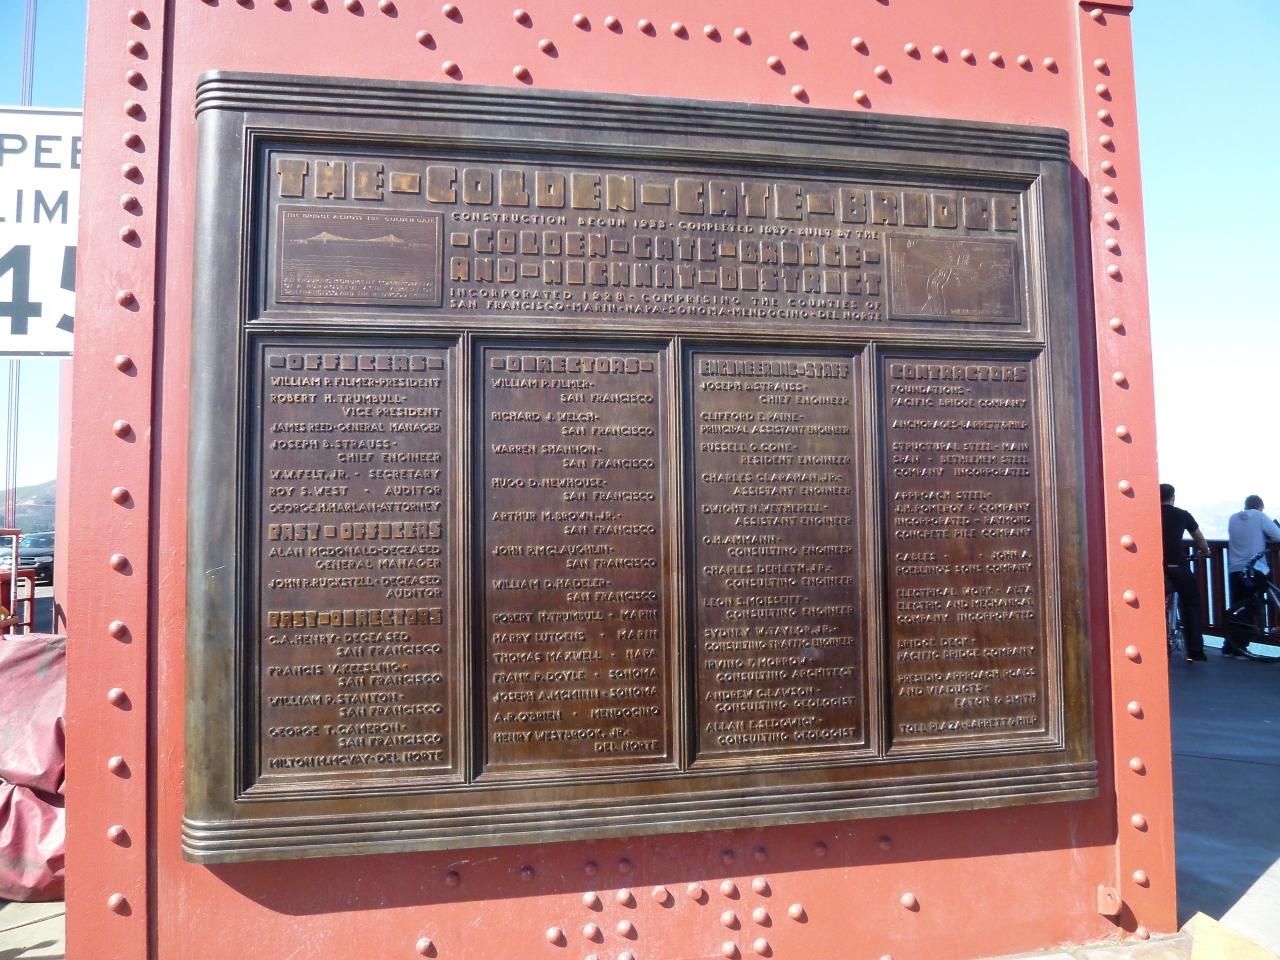 SPEED
LIMIT
45
THE-GOLDEN-GATE-BRIDGE
CONSTRUCTION BEGUN 1933-COMPLETED 1937-BUILT BY THE
-GOLDEN-GATE-BRIDGE-
AND-HIGHWAY-DISTRICT
INCORPORATED 1928-COMPRISING THE COUNTIES OF
SAN FRANCISCO-MARIN-NAPA-SONOMA-MENDOCINO-DEL NORTE
THE BRIDGE ACROSS THE GOLDEN GATE
-OFFICERS-
WILLIAM P. FILMER-PRESIDENT
ROBERT H. TRUMBULL-
VICE PRESIDENT
JAMES REED-GENERAL MANAGER
JOSEPH B. STRAUSS-
CHIEF ENGINEER
W.W. FELT, JR. - SECRETARY
ROY S. WEST - AUDITOR
GEORGE H. HARLAN-ATTORNEY
PAST-OFFICERS
ALAN MCDONALD-DECEASED
GENERAL MANAGER
JOHN R. RUCKSTELL-DECEASED
AUDITOR
PAST-DIRECTORS
C.A. HENRY-DECEASED
SAN FRANCISCO
FRANCIS V. KEESLING-
SAN FRANCISCO
WILLIAM P. STANTON-
SAN FRANCISCO
GEORGE T. CAMERON-
SAN FRANCISCO
MILTON M. MCVAY-DEL NORTE
-DIRECTORS-
WILLIAM P. FILMER-
SAN FRANCISCO
RICHARD J. WELCH-
SAN FRANCISCO
WARREN SHANNON-
SAN FRANCISCO
HUGO D. NEWHOUSE-
SAN FRANCISCO
ARTHUR M. BROWN, JR.-
SAN FRANCISCO
JOHN P. MCLAUGHLIN-
SAN FRANCISCO
WILLIAM D. HADELER-
SAN FRANCISCO
ROBERT H. TRUMBULL - MARIN
HARRY LUTGENS - MARIN
THOMAS MAXWELL - NAPA
FRANK P. DOYLE - SONOMA
JOSEPH A. MCMINN-SONOMA
A.R. O'BRIEN - MENDOCINO
HENRY WESTBROOK, JR.-
DEL NORTE
ENGINEERING-STAFF
JOSEPH B. STRAUSS-
CHIEF ENGINEER
CLIFFORD E. PAINE-
PRINCIPAL ASSISTANT ENGINEER
RUSSELL G. CONE-
RESIDENT ENGINEER
CHARLES CLARAHAN, JR.-
ASSISTANT ENGINEER
DWIGHT N. WETHERELL-
ASSISTANT ENGINEER
O.H. AMMANN-
CONSULTING ENGINEER
CHARLES DERLETH, JR.-
CONSULTING ENGINEER
LEON S. MOISSEIFF-
CONSULTING ENGINEER
SYDNEY W. TAYLOR, JR.-
CONSULTING TRAFFIC ENGINEER
IRVING F. MORROW-
CONSULTING ARCHITECT
ANDREW C. LAWSON-
CONSULTING GEOLOGIST
ALLAN E. SEDGWICK-
CONSULTING GEOLOGIST
CONTRACTORS
FOUNDATIONS-
PACIFIC BRIDGE COMPANY
ANCHORAGES-BARRETT & HILP
STRUCTURAL STEEL-MAIN
SPAN - BETHLEHEM STEEL
COMPANY INCORPORATED
APPROACH STEEL-
J.H. POMEROY & COMPANY
INCORPORATED - RAYMOND
CONCRETE PILE COMPANY
CABLES - JOHN A.
ROEBLING'S SONS COMPANY
ELECTRICAL WORK - ALTA
ELECTRIC AND MECHANICAL
COMPANY INCORPORATED
BRIDGE DECK-
PACIFIC BRIDGE COMPANY
PRESIDIO APPROACH ROADS
AND VIADUCTS-
EATON & SMITH
TOLL PLAZA-BARRETT & HILP